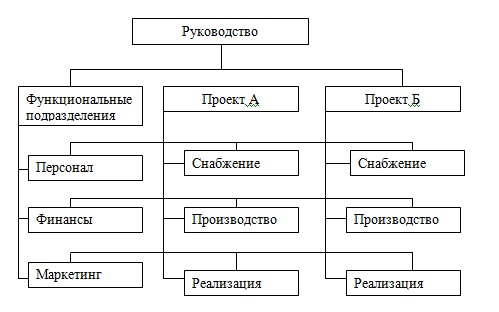 Руководство
Функциональные
подразделения
Проект А
Проект Б
Персонал
Снабжение
Снабжение
Финансы
Производство
Производство
Маркетинг
Реализация
Реализация